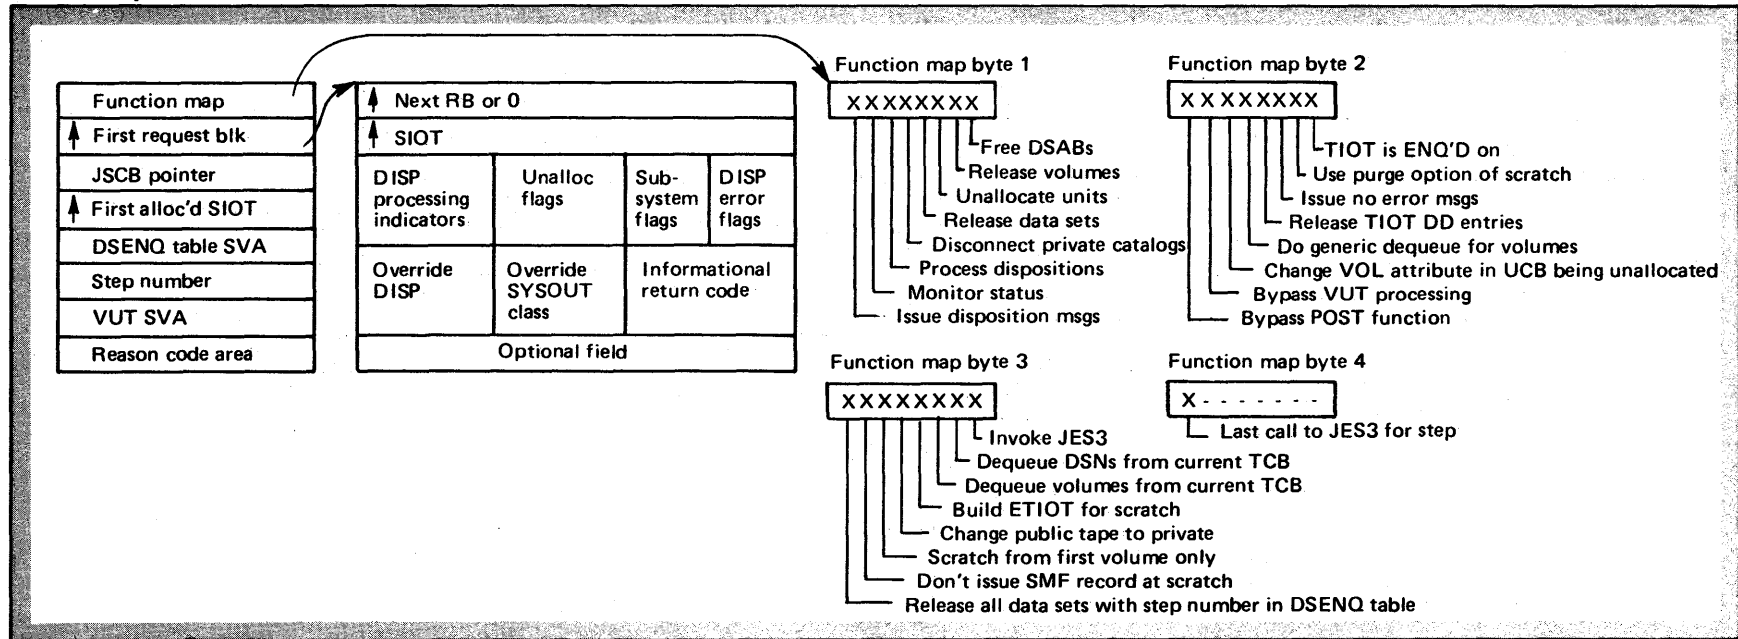 Function map
First request blk
JSCB pointer
First alloc'd SIOT
DSENQ table SVA
Step number
VUT SVA
Reason code area
Next RB or 0
SIOT
DISP processing indicators
Unalloc flags
Sub-system flags
DISP error flags
Override DISP
Override SYSOUT class
Informational return code
Optional field
Function map byte 1
XXXXXXXX
Free DSABs
Release volumes
Unallocate units
Release data sets
Disconnect private catalogs
Process dispositions
Monitor status
Issue disposition msgs
Function map byte 2
XXXXXXXX
TIOT is ENQ'D on
Use purge option of scratch
Issue no error msgs
Release TIOT DD entries
Do generic dequeue for volumes
Change VOL attribute in UCB being unallocated
Bypass VUT processing
Bypass POST function
Function map byte 3
XXXXXXXX
Invoke JES3
Dequeue DSNs from current TCB
Dequeue volumes from current TCB
Build ETIOT for scratch
Change public tape to private
Scratch from first volume only
Don't issue SMF record at scratch
Release all data sets with step number in DSENQ table
Function map byte 4
X - - - - - - -
Last call to JES3 for step